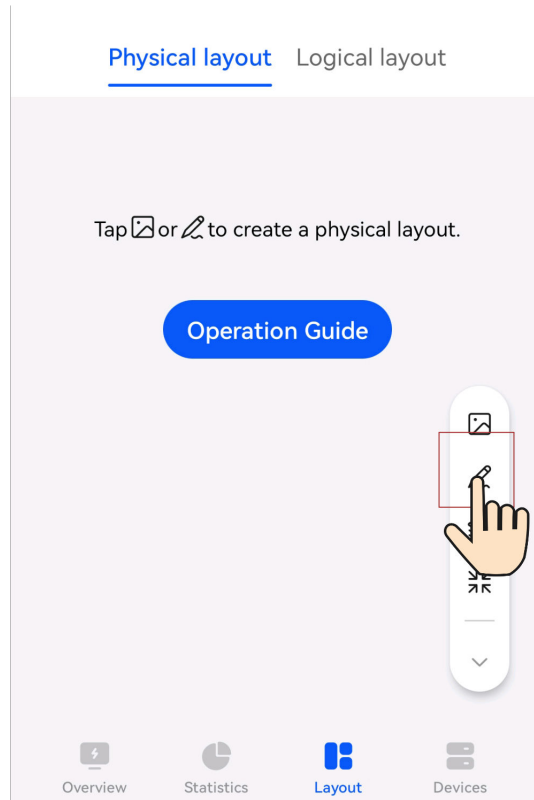 Physical layout Logical layout
Tap or to create a physical layout.
Operation Guide
Overview Statistics Layout Devices